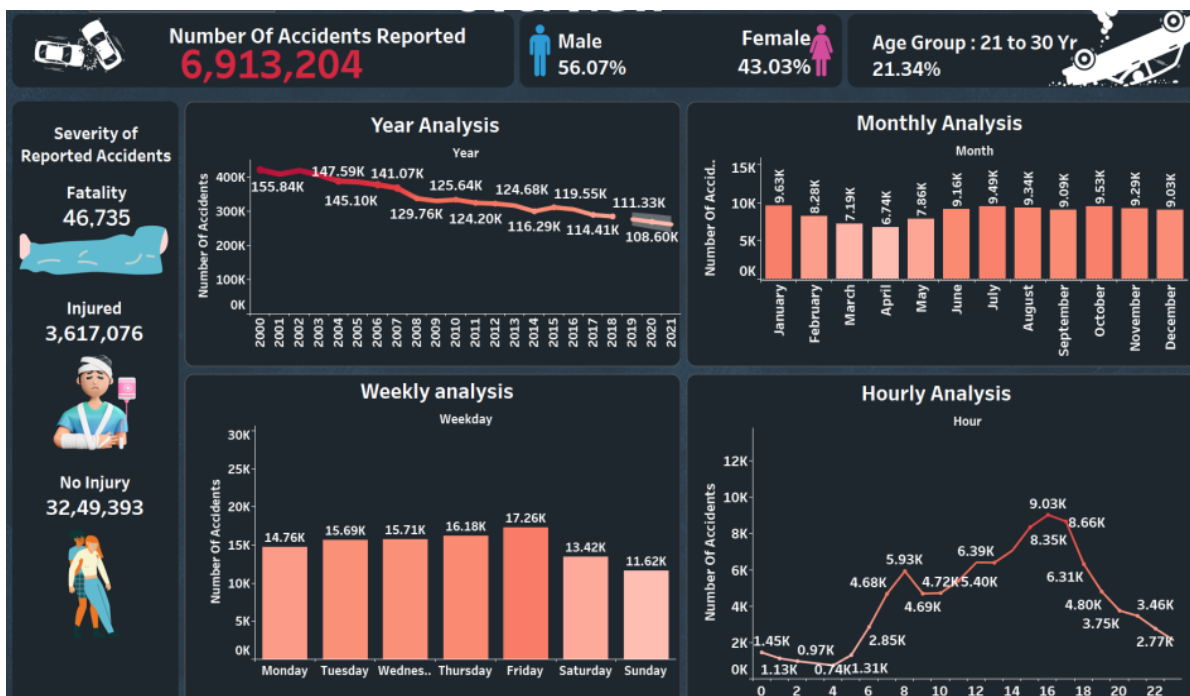 Number Of Accidents Reported
6,913,204
Male
56.07%
Female
43.03%
Age Group : 21 to 30 Yr
21.34%
Severity of
Reported Accidents
Fatality
46,735
Injured
3,617,076
No Injury
32,49,393
Year Analysis
Year
Number of Accidents
400K
300K
200K
100K
0K
155.84K
147.59K
145.10K
141.07K
129.76K
125.64K
124.20K
124.68K
116.29K
119.55K
114.41K
111.33K
108.60K
2000
2001
2002
2003
2004
2005
2006
2007
2008
2009
2010
2011
2012
2013
2014
2015
2016
2017
2018
2019
2020
2021
Monthly Analysis
Month
Number Of Accid..
15K
10K
5K
0K
9.63K
8.28K
7.19K
6.74K
7.86K
9.16K
9.49K
9.34K
9.09K
9.53K
9.29K
9.03K
January
February
March
April
May
June
July
August
September
October
November
December
Weekly analysis
Weekday
Number Of Accidents
30K
25K
20K
15K
10K
5K
0K
14.76K
15.69K
15.71K
16.18K
17.26K
13.42K
11.62K
Monday
Tuesday
Wednes..
Thursday
Friday
Saturday
Sunday
Hourly Analysis
Hour
Number Of Accidents
12K
10K
8K
6K
4K
2K
0K
1.45K
1.13K
0.97K
0.74K
1.31K
2.85K
4.68K
5.93K
4.69K
4.72K
5.40K
6.39K
8.35K
9.03K
8.66K
6.31K
4.80K
3.75K
3.46K
2.77K
0
2
4
6
8
10
12
14
16
18
20
22